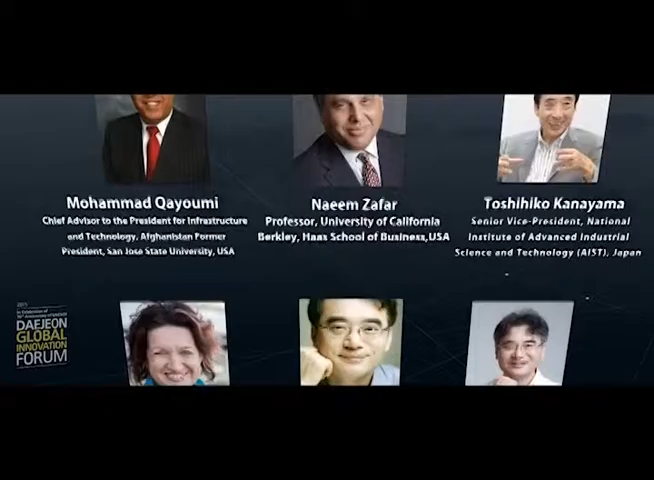 Mohammad Qayoumi
Chief Advisor to the President for Infrastructure
and Technology, Afghanistan Former
President, San Jose State University, USA
Naeem Zafar
Professor, University of California
Berkley, Haas School of Business,USA
Toshihiko Kanayama
Senior Vice-President, National
Institute of Advanced Industrial
Science and Technology (AIST), Japan
2015
DAEJEON
GLOBAL
INNOVATION
FORUM